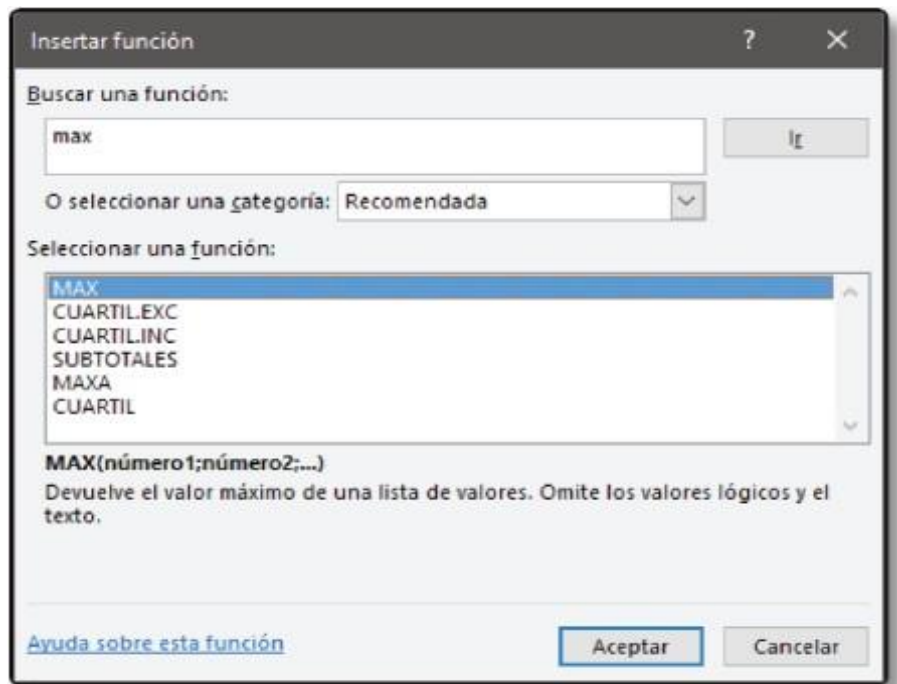 Insertar función
Buscar una función:
max
Ir
O seleccionar una categoría: Recomendada
Seleccionar una función:
MAX
CUARTIL.EXC
CUARTIL.INC
SUBTOTALES
MAXA
CUARTIL
MAX(número1;número2;...)
Devuelve el valor máximo de una lista de valores. Omite los valores lógicos y el
texto.
Ayuda sobre esta función
Aceptar
Cancelar